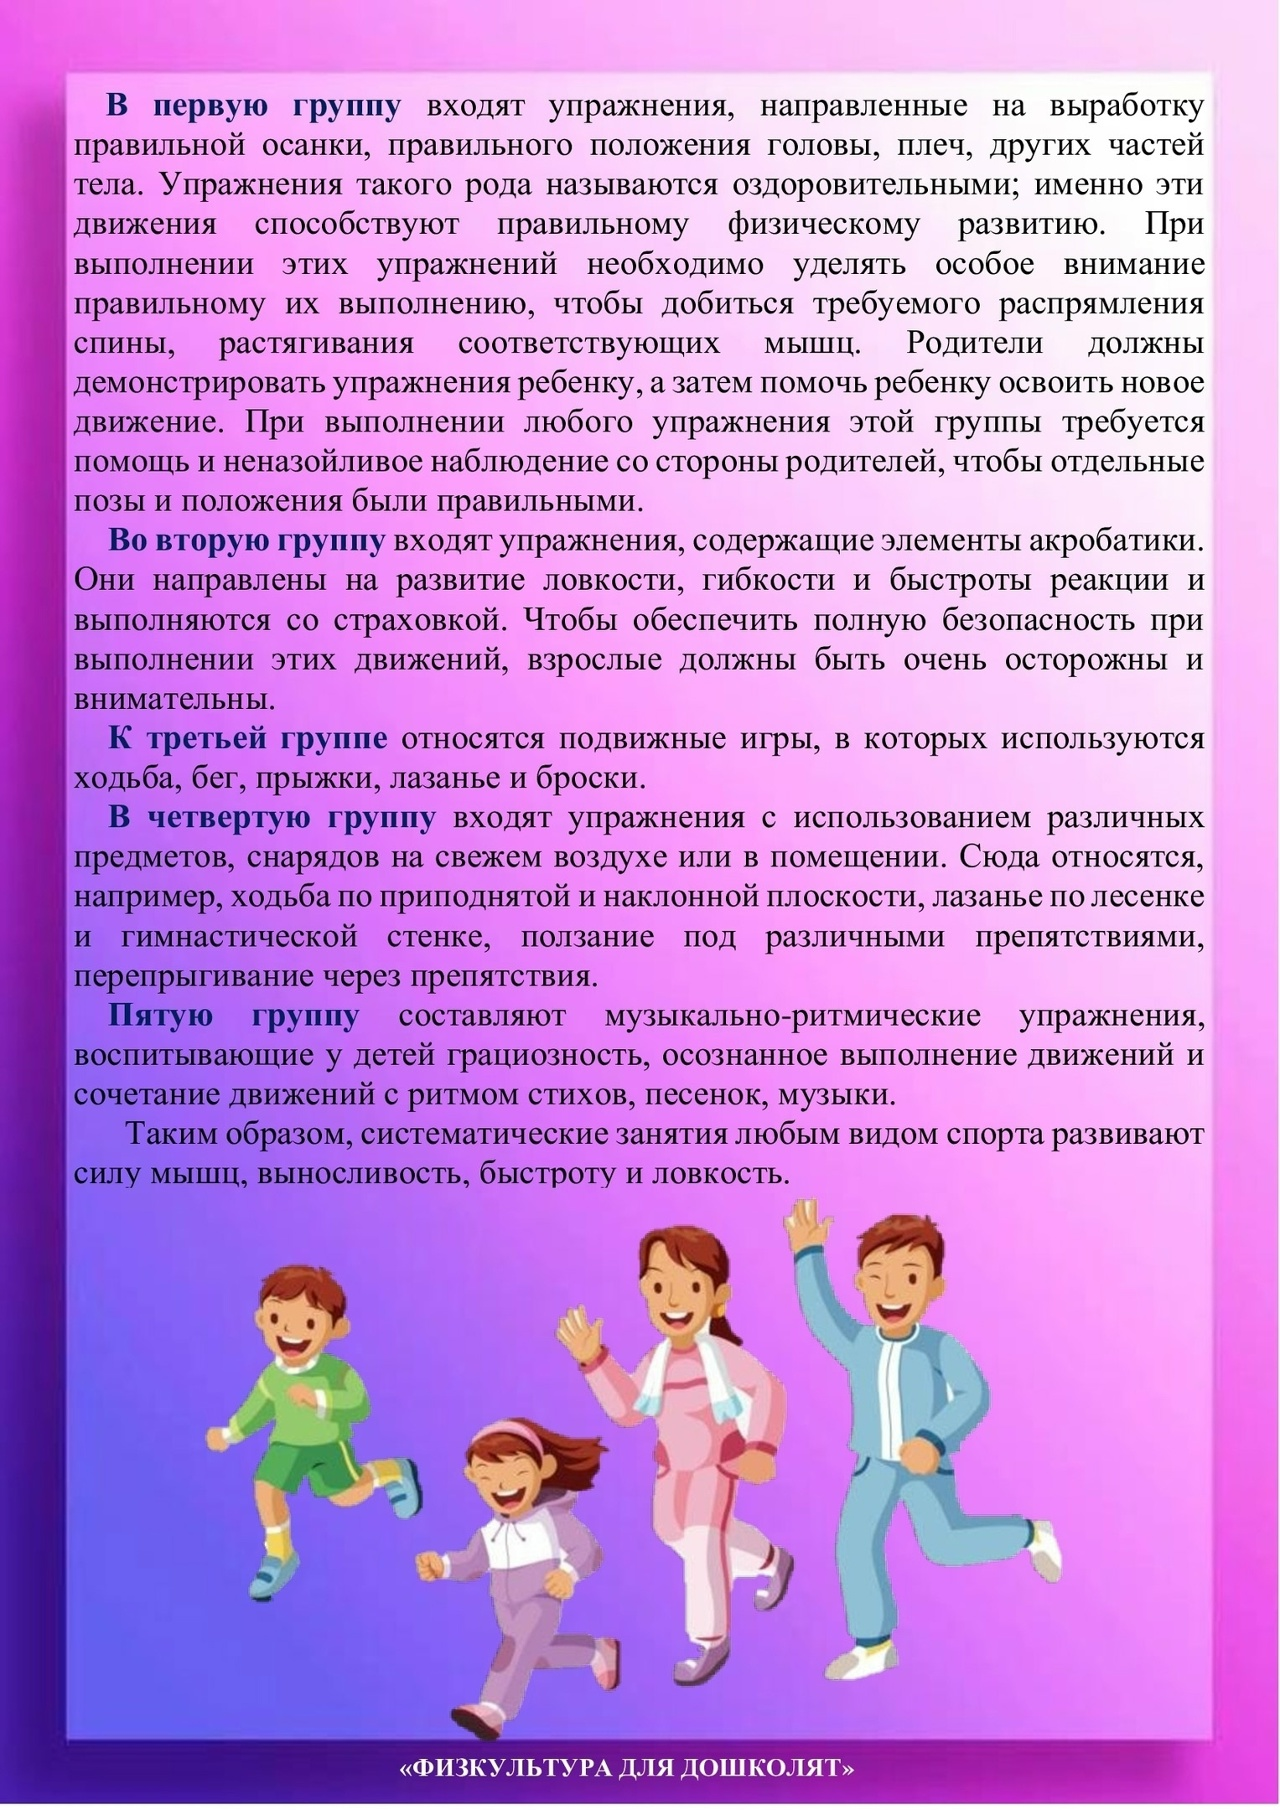 В первую группу входят упражнения, направленные на выработку
правильной осанки, правильного положения головы, плеч, других частей
тела. Упражнения такого рода называются оздоровительными; именно эти
движения способствуют правильному физическому развитию. При
выполнении этих упражнений необходимо уделять особое внимание
правильному их выполнению, чтобы добиться требуемого распрямления
спины, растягивания соответствующих мышц. Родители должны
демонстрировать упражнения ребенку, а затем помочь ребенку освоить новое
движение. При выполнении любого упражнения этой группы требуется
помощь и неназойливое наблюдение со стороны родителей, чтобы отдельные
позы и положения были правильными.
Во вторую группу входят упражнения, содержащие элементы акробатики.
Они направлены на развитие ловкости, гибкости и быстроты реакции и
выполняются со страховкой. Чтобы обеспечить полную безопасность при
выполнении этих движений, взрослые должны быть очень осторожны и
внимательны.
К третьей группе относятся подвижные игры, в которых используются
ходьба, бег, прыжки, лазанье и броски.
В четвертую группу входят упражнения с использованием различных
предметов, снарядов на свежем воздухе или в помещении. Сюда относятся,
например, ходьба по приподнятой и наклонной плоскости, лазанье по лесенке
и гимнастической стенке, ползание под различными препятствиями,
перепрыгивание через препятствия.
Пятую группу составляют музыкально-ритмические упражнения,
воспитывающие у детей грациозность, осознанное выполнение движений и
сочетание движений с ритмом стихов, песенок, музыки.
Таким образом, систематические занятия любым видом спорта развивают
силу мышц, выносливость, быстроту и ловкость.
«ФИЗКУЛЬТУРА ДЛЯ ДОШКОЛЯТ»